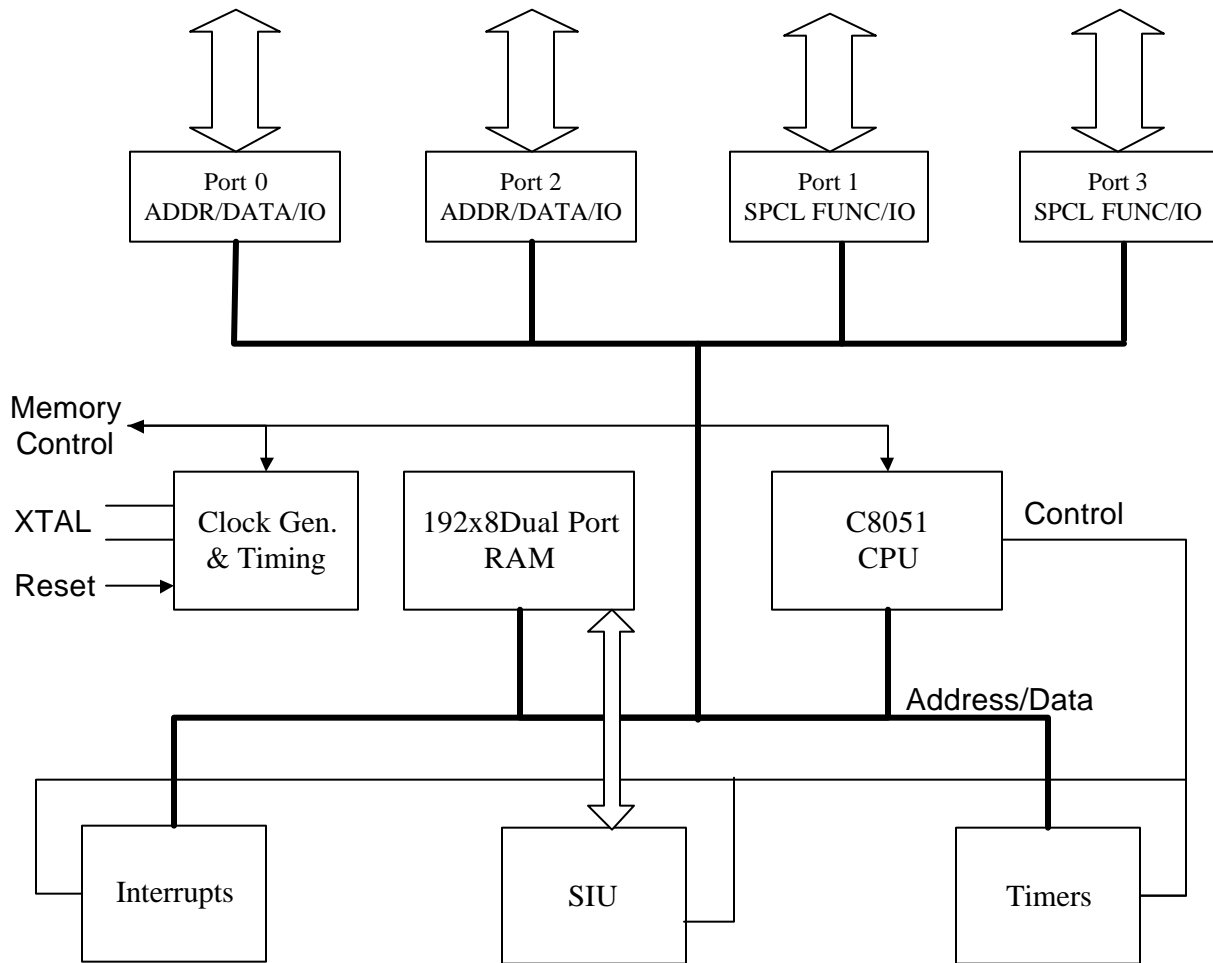 Port 0
ADDR/DATA/IO
Port 2
ADDR/DATA/IO
Port 1
SPCL FUNC/IO
Port 3
SPCL FUNC/IO
Memory
Control
XTAL
Reset
Clock Gen.
& Timing
192x8Dual Port
RAM
C8051
CPU
Control
Address/Data
Interrupts
SIU
Timers